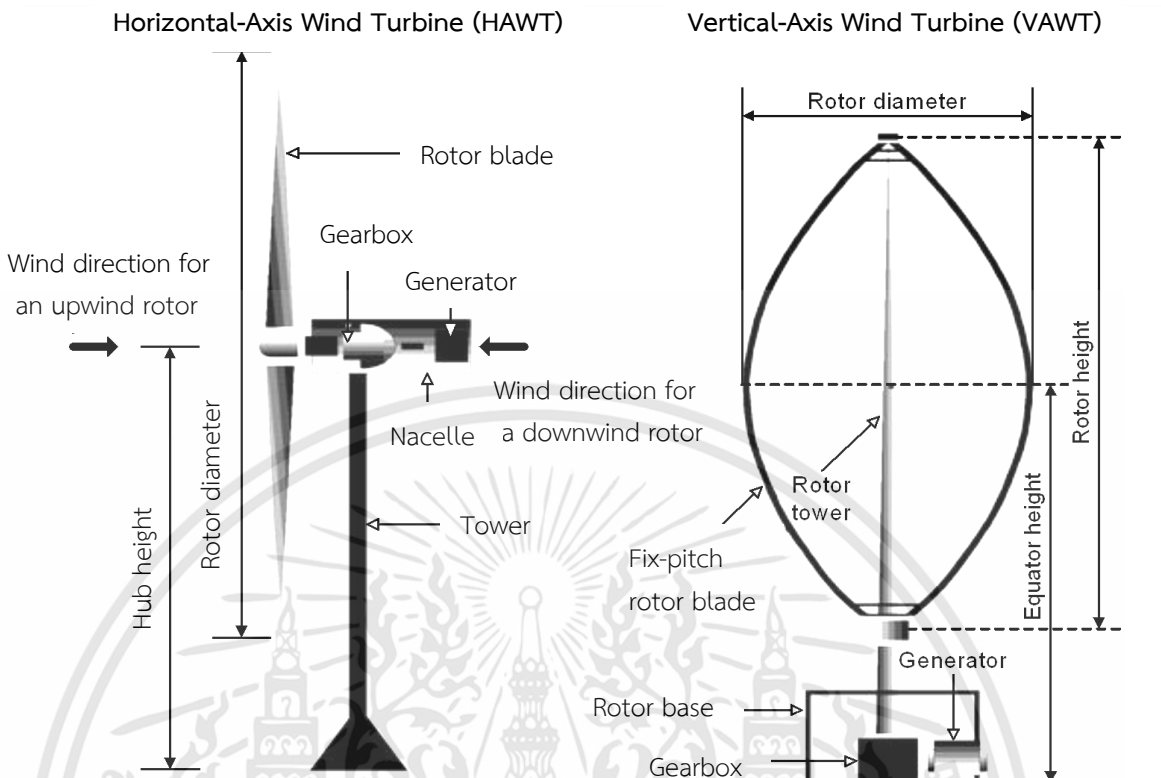 Horizontal-Axis Wind Turbine (HAWT)
Rotor blade
Gearbox
Generator
Wind direction for
an upwind rotor
Wind direction for
a downwind rotor
Nacelle
Rotor diameter
Hub height
Tower
Vertical-Axis Wind Turbine (VAWT)
Rotor diameter
Rotor height
Rotor
tower
Equator height
Fix-pitch
rotor blade
Generator
Rotor base
Gearbox